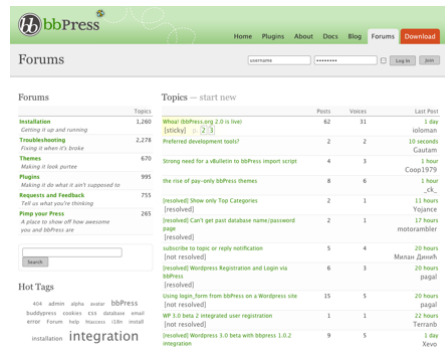 bb bbPress
Home Plugins About Docs Blog Forums Download
Forums
username
Log In Join
Forums
Topics
Installation 1,260
Getting it up and running
Troubleshooting 2,278
Fixing it when it's broke
Themes 670
Making it look purtee
Plugins 995
Making it do what it ain't supposed to
Requests and Feedback 755
Tell us what you're thinking
Pimp your Press 265
A place to show off how awesome
you and bbPress are
Search
Hot Tags
404 admin alpha avatar bbPress
buddypress cookies css database email
error Forum help htaccess i18n install
installation integration
Topics — start new
Posts Voices Last Post
Whoa! (bbPress.org 2.0 is live) 62 31 1 day
[sticky] 2 3 ioloman
Preferred development tools? 2 2 10 seconds
Gautam
Strong need for a vBulletin to bbPress import script 4 3 1 hour
Coop1979
the rise of pay-only bbPress themes 8 6 1 hour
_ck_
[resolved] Show only Top Categories 2 1 11 hours
[resolved] Yojance
[resolved] Can't get past database name/password 2 1 17 hours
page motorambler
[resolved]
subscribe to topic or reply notification 5 4 20 hours
[not resolved] Милан Динић
[resolved] Wordpress Registration and Login via 6 3 20 hours
bbPress pagal
[resolved]
Using login_form from bbPress on a Wordpress site 15 5 20 hours
[not resolved] pagal
WP 3.0 beta 2 integrated user registration 1 1 22 hours
[not resolved] Terranb
[resolved] Wordpress 3.0 beta with bbpress 1.0.2 9 5 1 day
integration Xevo